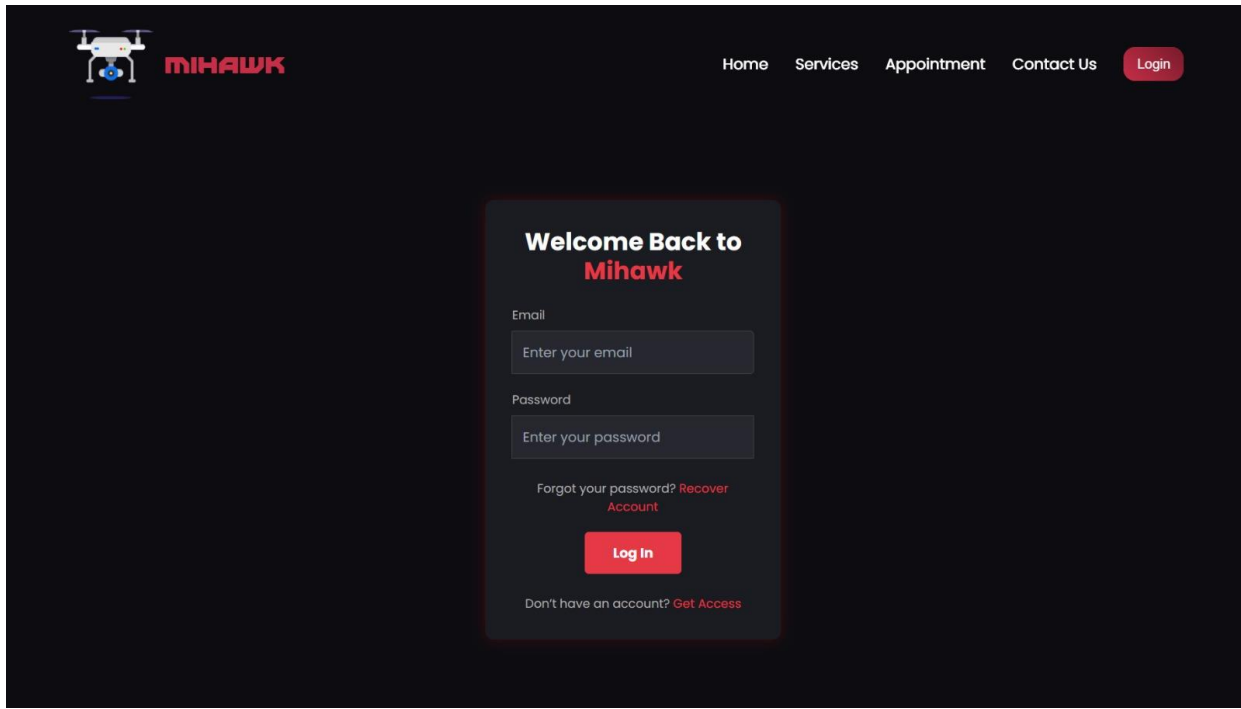 MIHAWK
Home Services Appointment Contact Us Login
Welcome Back to
Mihawk
Email
Enter your email
Password
Enter your password
Forgot your password? Recover
Account
Log In
Don't have an account? Get Access